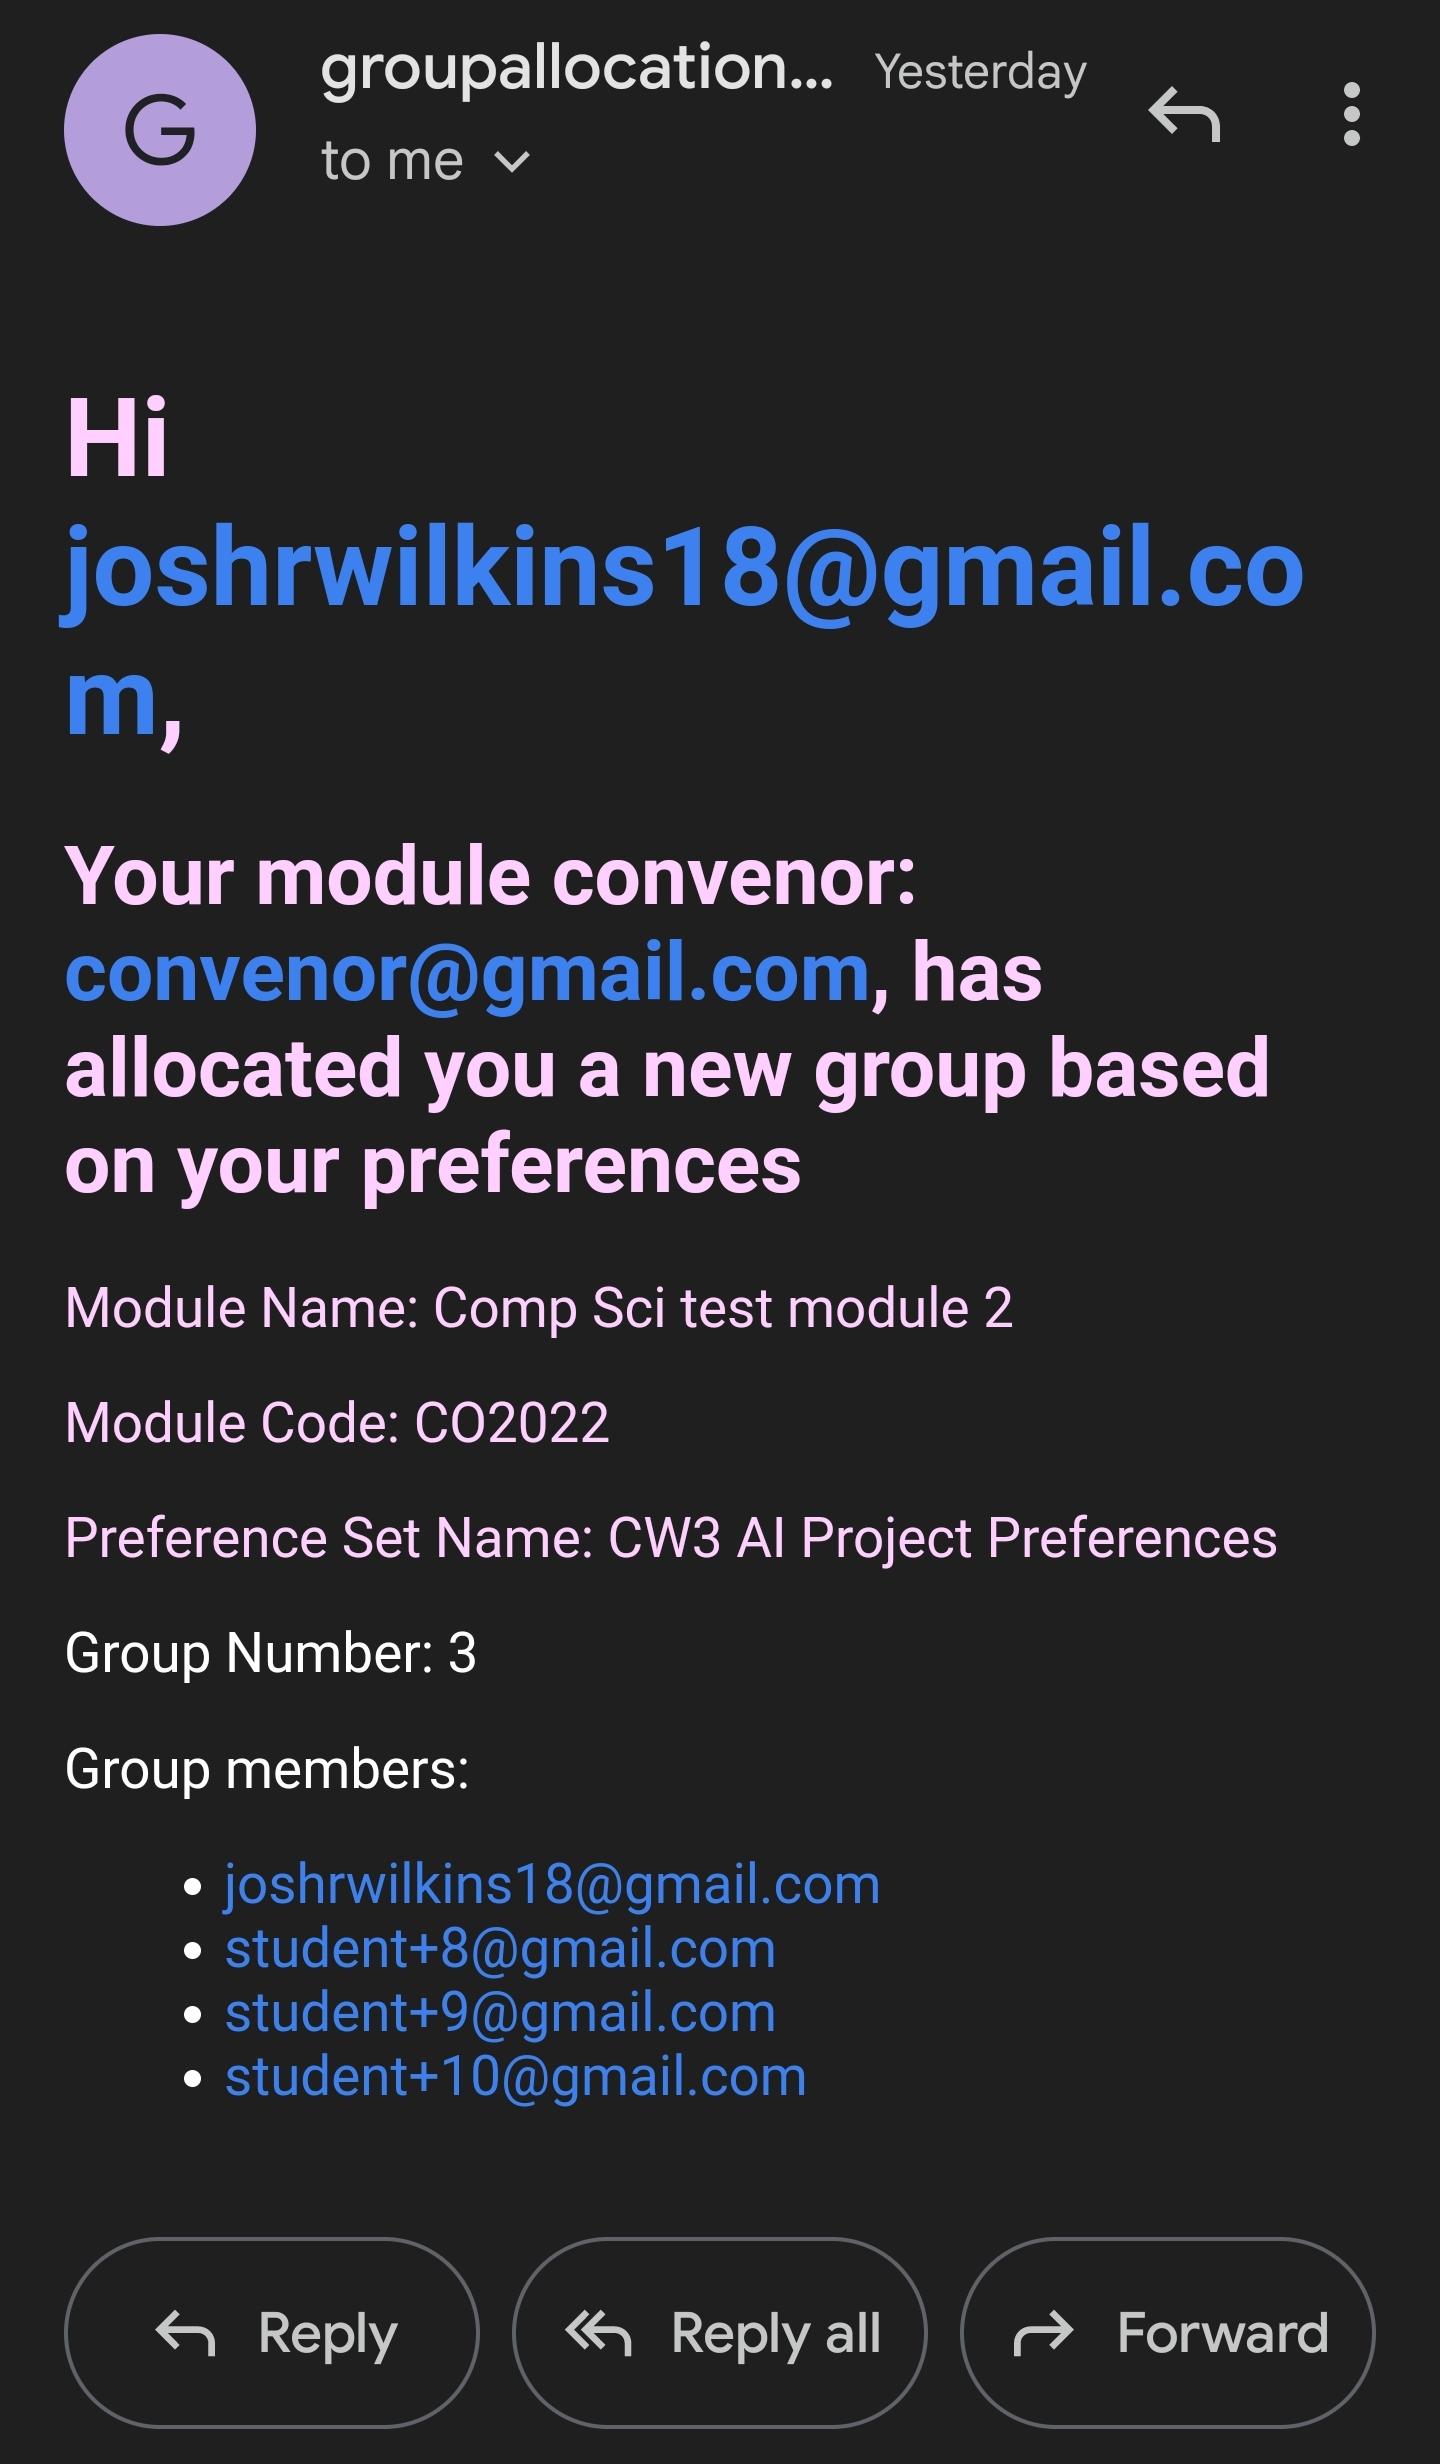 G
groupallocation... Yesterday
to me
Hi
joshrwilkins18@gmail.co
m,
Your module convenor:
convenor@gmail.com, has
allocated you a new group based
on your preferences
Module Name: Comp Sci test module 2
Module Code: CO2022
Preference Set Name: CW3 AI Project Preferences
Group Number: 3
Group members:
• joshrwilkins18@gmail.com
• student+8@gmail.com
• student+9@gmail.com
• student+10@gmail.com
Reply Reply all Forward